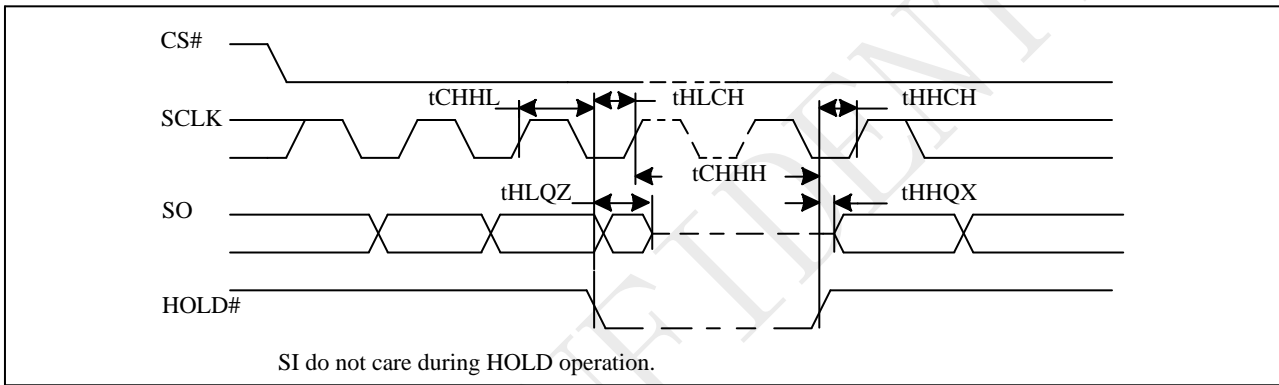 CS#
tCHHL
tHLCH
tHHCH
SCLK
tCHHH
tHLQZ
tHHQX
SO
HOLD#
SI do not care during HOLD operation.